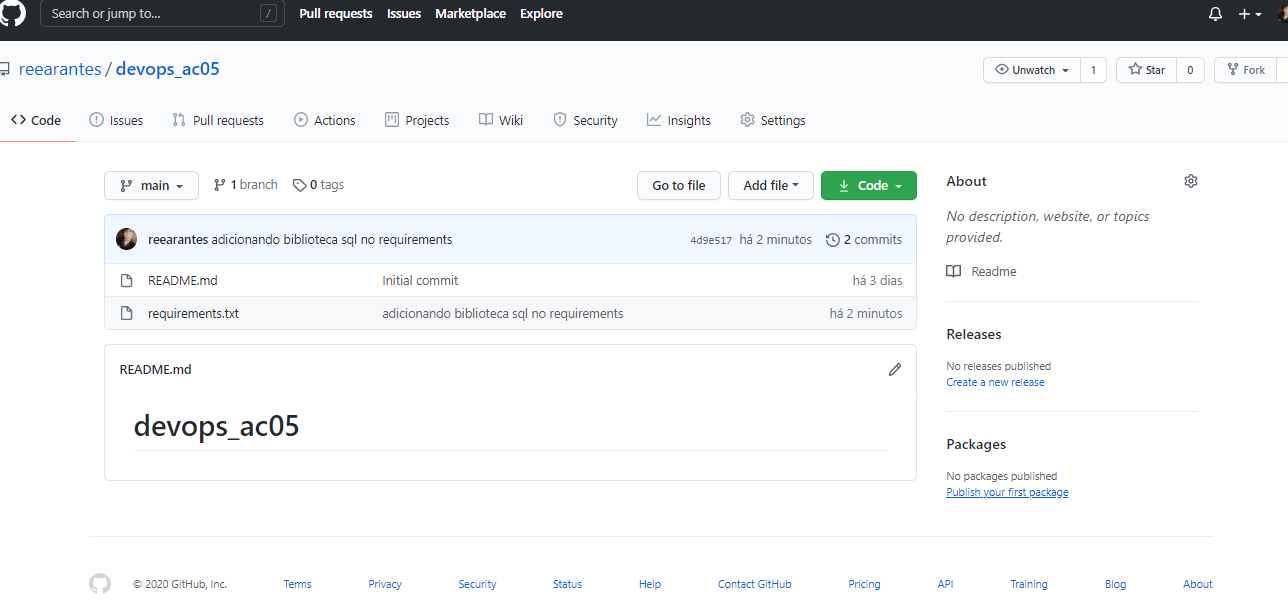 Search or jump to... /
Pull requests Issues Marketplace Explore
reearantes / devops_ac05
Unwatch 1 Star 0 Fork
Code Issues Pull requests Actions Projects Wiki Security Insights Settings
main 1 branch 0 tags Go to file Add file Code
reearantes adicionando biblioteca sql no requirements 4d9e517 há 2 minutos 2 commits
README.md Initial commit há 3 dias
requirements.txt adicionando biblioteca sql no requirements há 2 minutos
README.md
devops_ac05
About
No description, website, or topics
provided.
Readme
Releases
No releases published
Create a new release
Packages
No packages published
Publish your first package
© 2020 GitHub, Inc. Terms Privacy Security Status Help Contact GitHub Pricing API Training Blog About